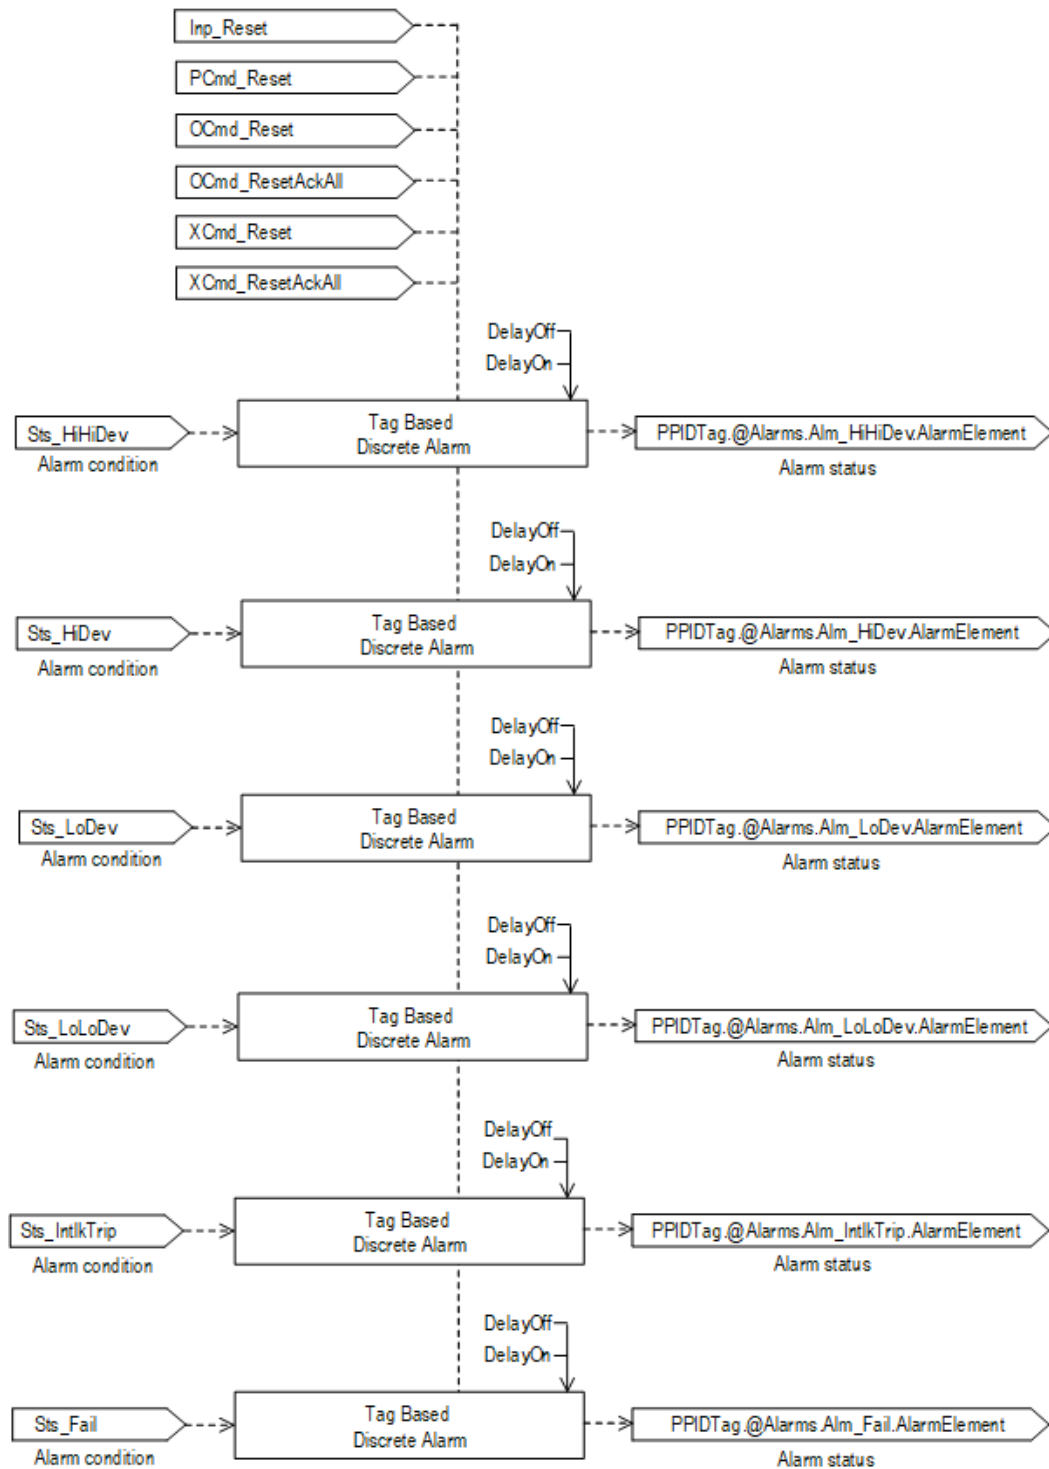 Inp_Reset
PCmd_Reset
OCmd_Reset
OCmd_ResetAckAll
XCmd_Reset
XCmd_ResetAckAll
DelayOff
DelayOn
Sts_HiHiDev
Tag Based
Discrete Alarm
PPIDTag.@Alarms.Alm_HiHiDev.AlarmElement
Alarm condition
Alarm status
DelayOff
DelayOn
Sts_HiDev
Tag Based
Discrete Alarm
PPIDTag.@Alarms.Alm_HiDev.AlarmElement
Alarm condition
Alarm status
DelayOff
DelayOn
Sts_LoDev
Tag Based
Discrete Alarm
PPIDTag.@Alarms.Alm_LoDev.AlarmElement
Alarm condition
Alarm status
DelayOff
DelayOn
Sts_LoLoDev
Tag Based
Discrete Alarm
PPIDTag.@Alarms.Alm_LoLoDev.AlarmElement
Alarm condition
Alarm status
DelayOff
DelayOn
Sts_IntlkTrip
Tag Based
Discrete Alarm
PPIDTag.@Alarms.Alm_IntlkTrip.AlarmElement
Alarm condition
Alarm status
DelayOff
DelayOn
Sts_Fail
Tag Based
Discrete Alarm
PPIDTag.@Alarms.Alm_Fail.AlarmElement
Alarm condition
Alarm status